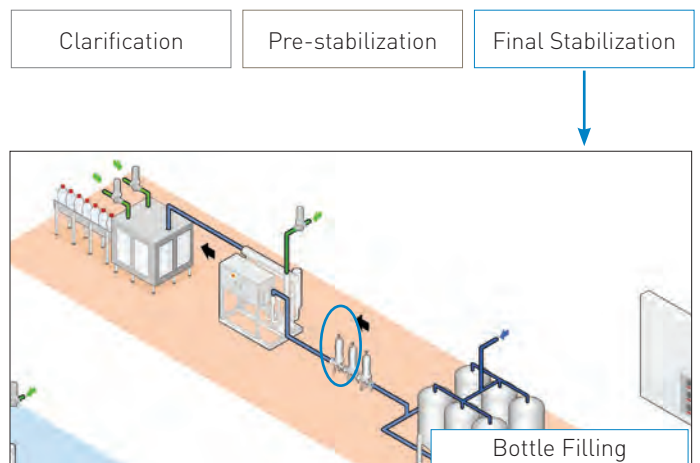 Clarification
Pre-stabilization
Final Stabilization
Bottle Filling